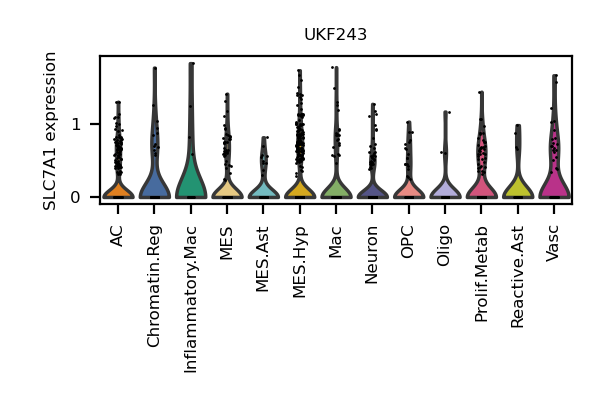 UKF243
SLC7A1 expression
1
0
AC
Chromatin.Reg
Inflammatory.Mac
MES
MES.Ast
MES.Hyp
Mac
Neuron
OPC
Oligo
Prolif.Metab
Reactive.Ast
Vasc